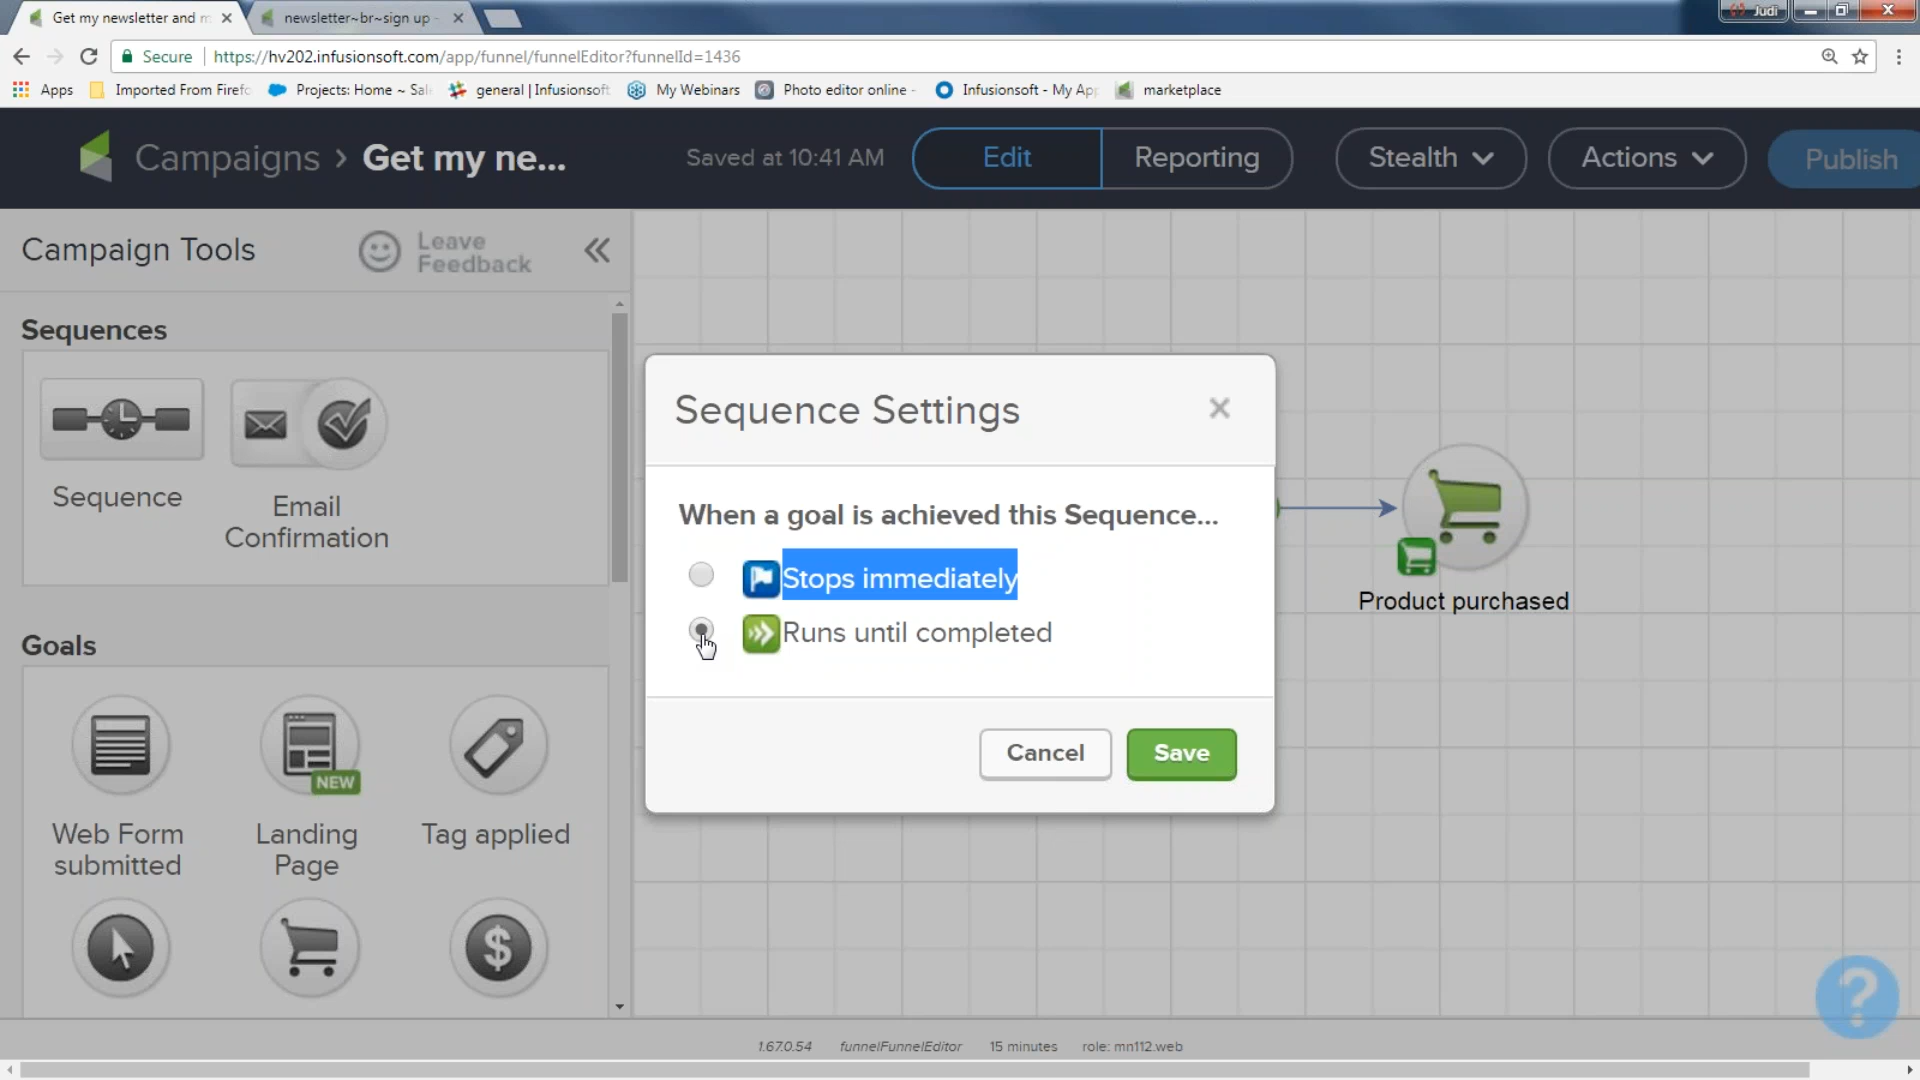 Get my newsletter and m
newsletter~br~sign up -
Judi
Secure
https://hv202.infusionsoft.com/app/funnel/funnelEditor?funnelId=1436
Apps
Imported From Firefo
Projects: Home ~ Sal
general | Infusionsoft
My Webinars
Photo editor online -
Infusionsoft - My App
marketplace
Campaigns › Get my ne...
Saved at 10:41 AM
Edit
Reporting
Stealth
Actions
Publish
Campaign Tools
Leave
Feedback
Sequences
Sequence
Email
Confirmation
Goals
NEW
Web Form
submitted
Landing
Page
Tag applied
Sequence Settings
When a goal is achieved this Sequence...
Stops immediately
Runs until completed
Cancel
Save
Product purchased
1.67.0.54
funnelFunnelEditor
15 minutes
role: mn112.web